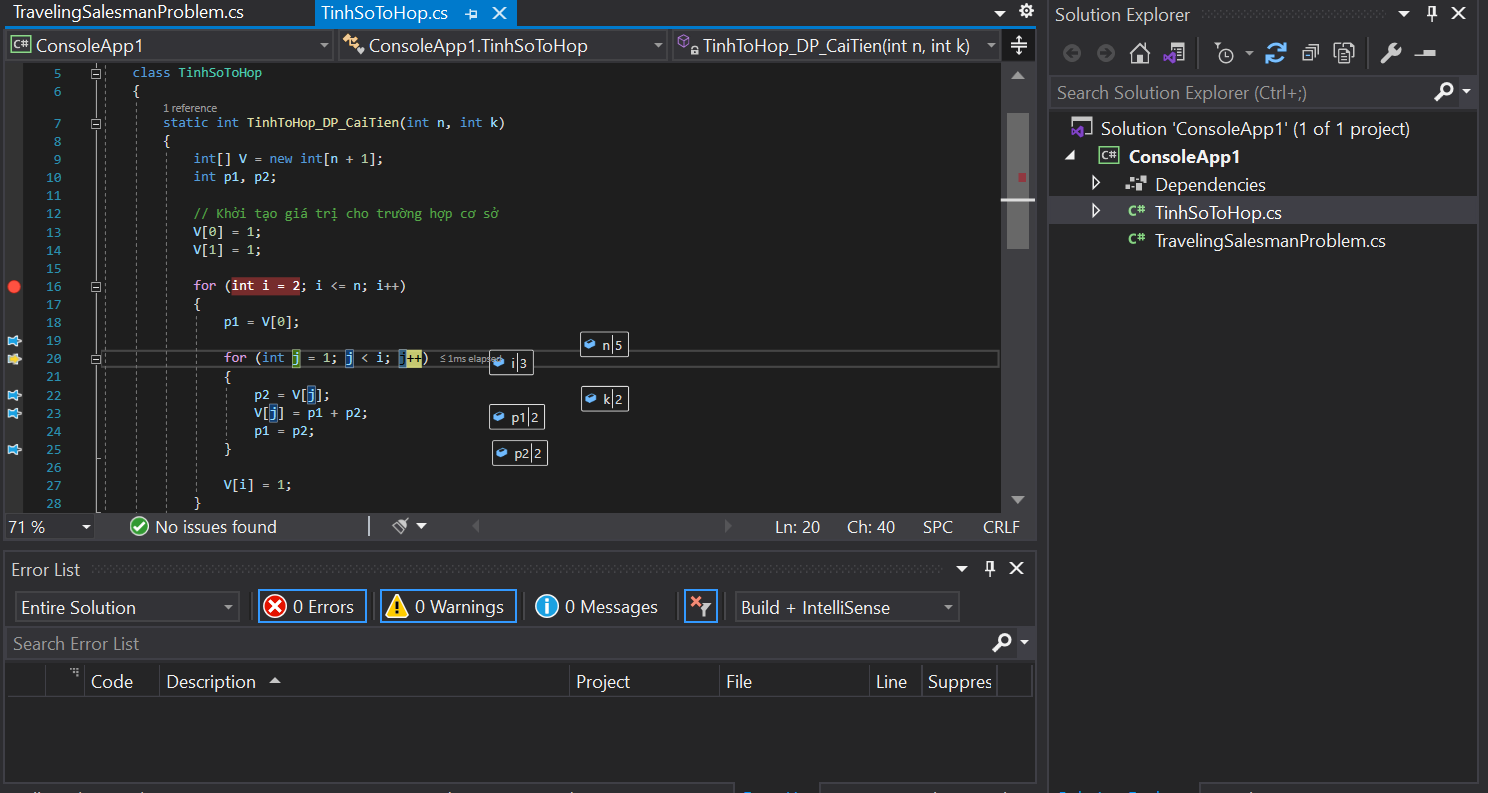 TravelingSalesmanProblem.cs
TinhSoToHop.cs
C# ConsoleApp1
ConsoleApp1.TinhSoToHop
TinhToHop_DP_CaiTien(int n, int k)
5 class TinhSoToHop
6 {
1 reference
7 static int TinhToHop_DP_CaiTien(int n, int k)
8 {
9 int[] V = new int[n + 1];
10 int p1, p2;
11
12 // Khởi tạo giá trị cho trường hợp cơ sở
13 V[0] = 1;
14 V[1] = 1;
15
16 for (int i = 2; i <= n; i++)
17 {
18 p1 = V[0];
19
20 for (int j = 1; j < i; j++) ≤ 1ms elapsed
21 {
22 p2 = V[j];
23 V[j] = p1 + p2;
24 p1 = p2;
25 }
26
27 V[i] = 1;
28 }
n 5
i 3
k 2
p1 2
p2 2
71 %
No issues found
Ln: 20 Ch: 40 SPC CRLF
Error List
Entire Solution
0 Errors
0 Warnings
0 Messages
Build + IntelliSense
Search Error List
Code Description Project File Line Suppres
Solution Explorer
Search Solution Explorer (Ctrl+;)
Solution 'ConsoleApp1' (1 of 1 project)
C# ConsoleApp1
Dependencies
C# TinhSoToHop.cs
C# TravelingSalesmanProblem.cs